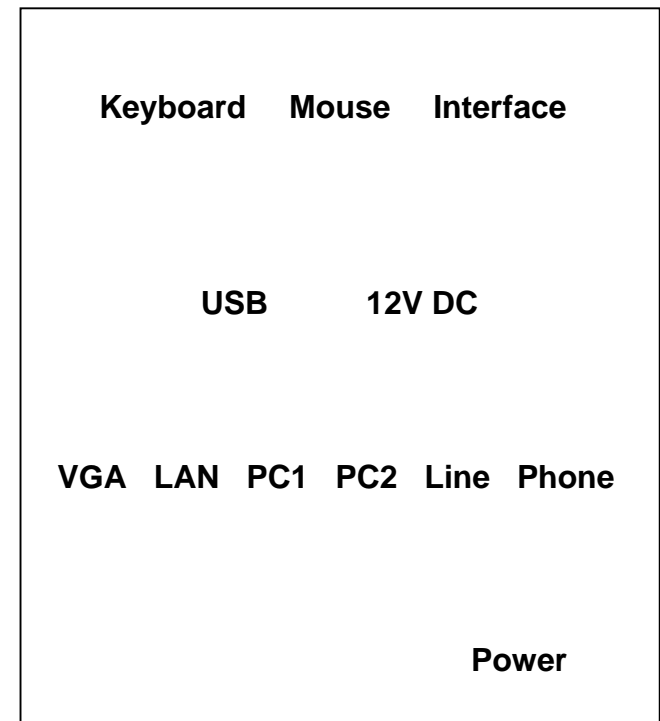 Keyboard Mouse Interface
USB 12V DC
VGA LAN PC1 PC2 Line Phone
Power